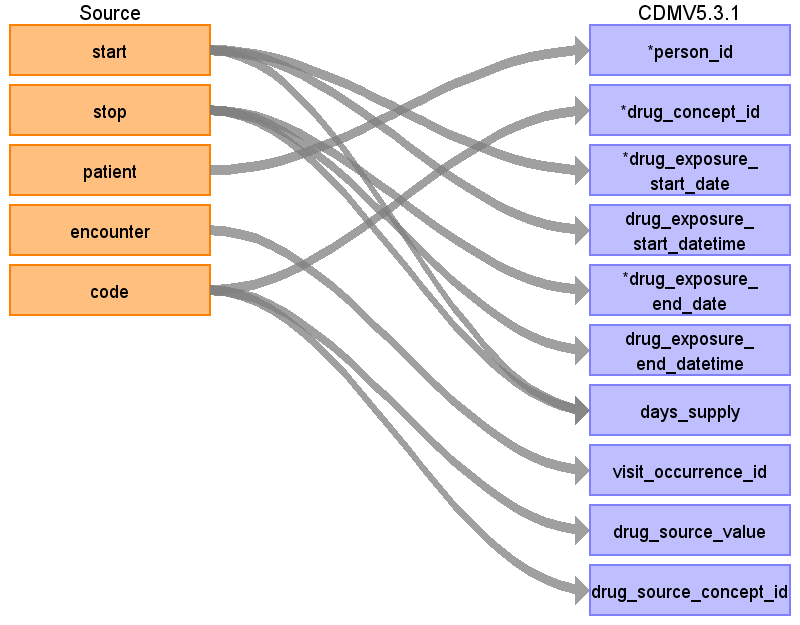 Source
CDMV5.3.1
start
*person_id
stop
*drug_concept_id
patient
*drug_exposure_
start_date
encounter
drug_exposure_
start_datetime
code
*drug_exposure_
end_date
drug_exposure_
end_datetime
days_supply
visit_occurrence_id
drug_source_value
drug_source_concept_id